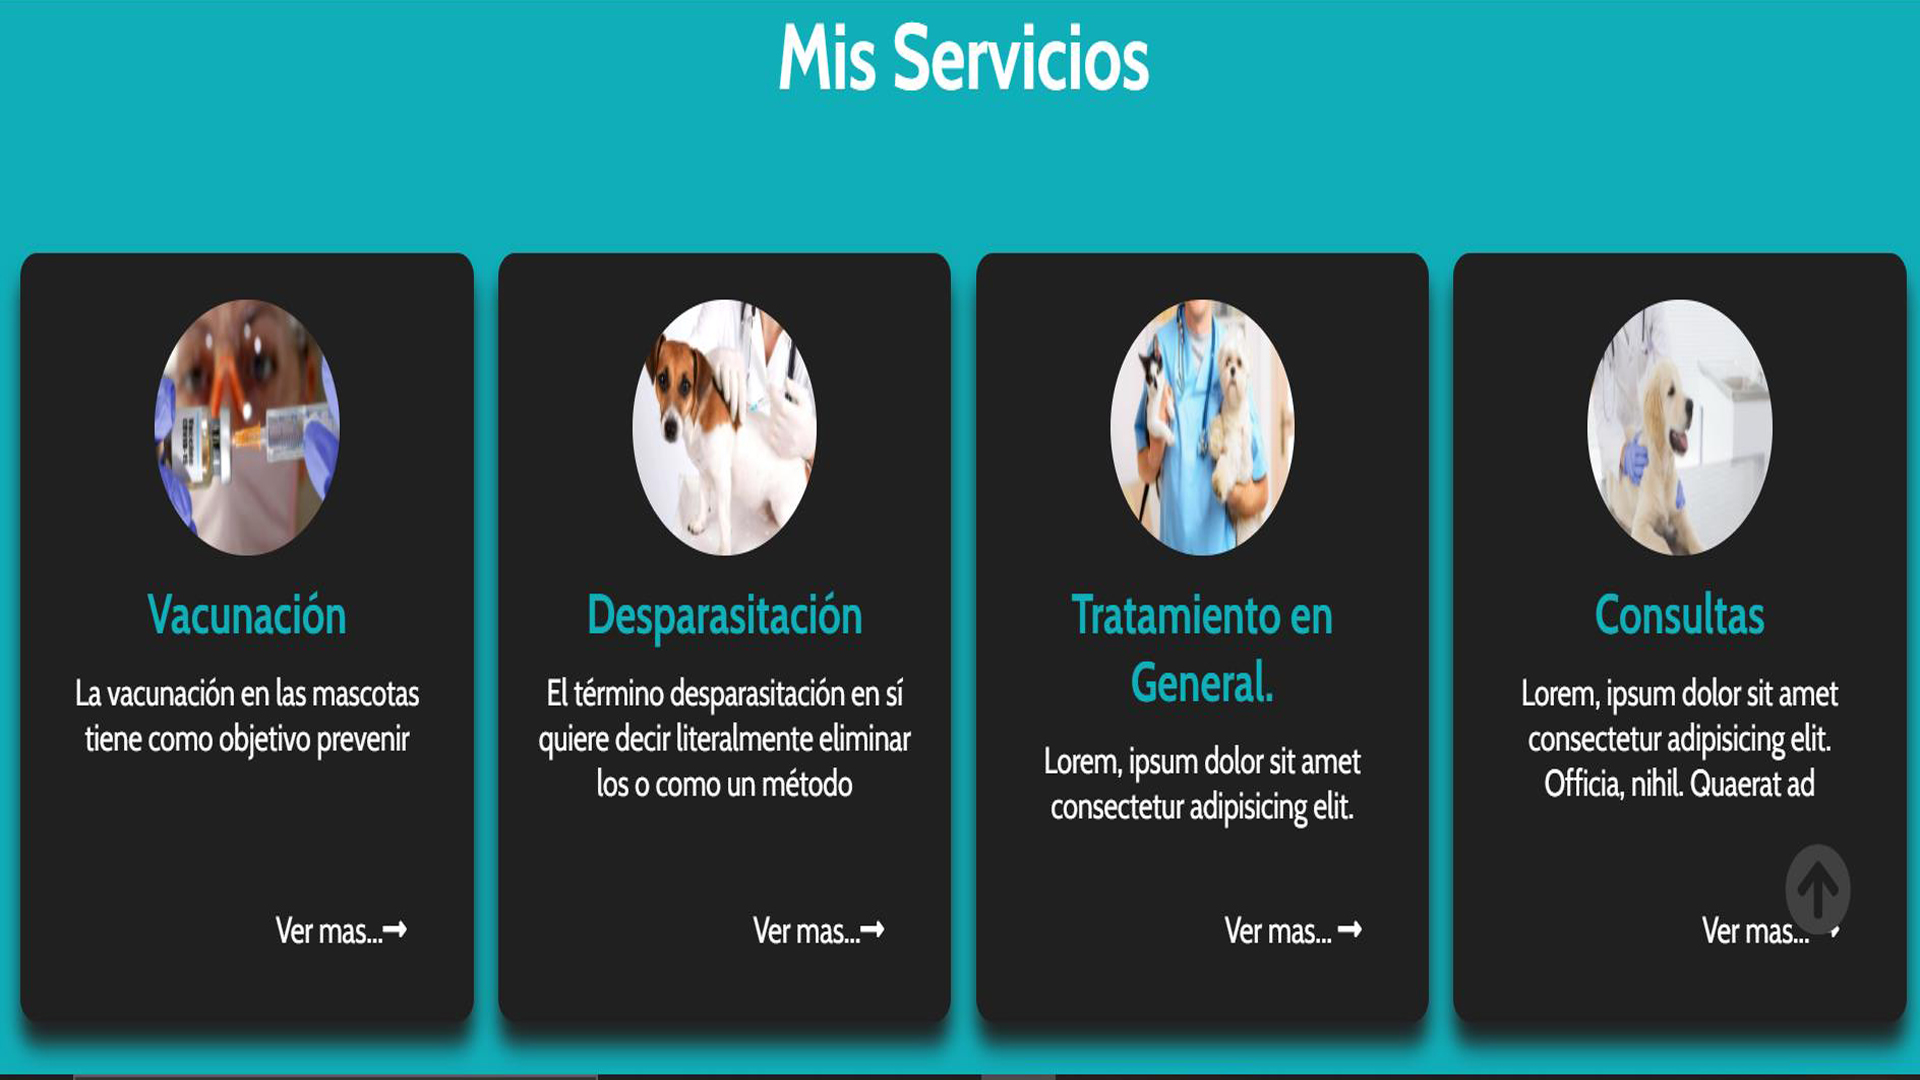 Mis Servicios
Vacunación
La vacunación en las mascotas
tiene como objetivo prevenir
Ver mas...
Desparasitación
El término desparasitación en sí
quiere decir literalmente eliminar
los o como un método
Ver mas...
Tratamiento en
General.
Lorem, ipsum dolor sit amet
consectetur adipisicing elit.
Ver mas...
Consultas
Lorem, ipsum dolor sit amet
consectetur adipisicing elit.
Officia, nihil. Quaerat ad
Ver mas...